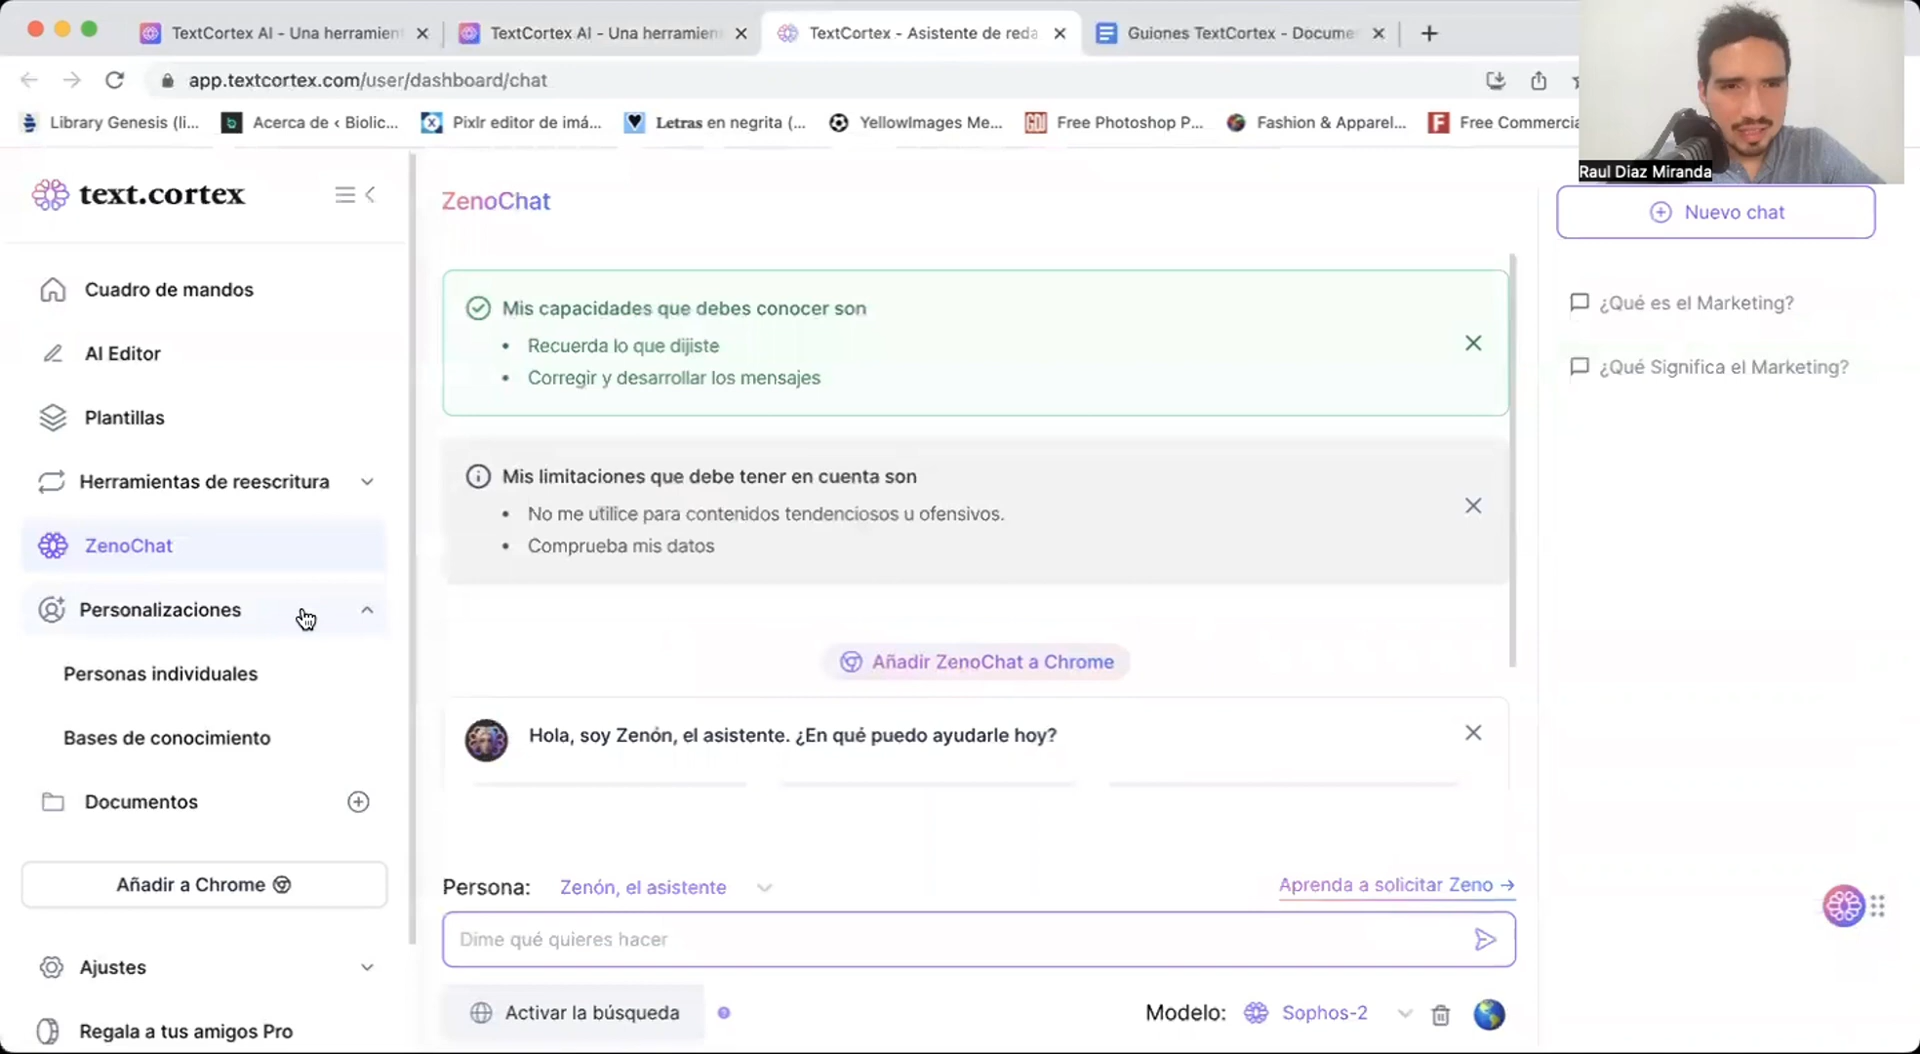 TextCortex AI - Una herramien
TextCortex AI - Una herramien
TextCortex - Asistente de reda
Guiones TextCortex - Docume
app.textcortex.com/user/dashboard/chat
Library Genesis (li...
Acerca de ‹ Biolic...
Pixlr editor de imá...
Letras en negrita (...
YellowImages Me...
Free Photoshop P...
Fashion & Apparel...
Free Commercia
Raul Diaz Miranda
text.cortex
Cuadro de mandos
AI Editor
Plantillas
Herramientas de reescritura
ZenoChat
Personalizaciones
Personas individuales
Bases de conocimiento
Documentos
Añadir a Chrome
Ajustes
Regala a tus amigos Pro
ZenoChat
Mis capacidades que debes conocer son
• Recuerda lo que dijiste
• Corregir y desarrollar los mensajes
Mis limitaciones que debe tener en cuenta son
• No me utilice para contenidos tendenciosos u ofensivos.
• Comprueba mis datos
Añadir ZenoChat a Chrome
Hola, soy Zenón, el asistente. ¿En qué puedo ayudarle hoy?
Persona: Zenón, el asistente
Aprenda a solicitar Zeno →
Dime qué quieres hacer
Activar la búsqueda
Modelo: Sophos-2
Nuevo chat
¿Qué es el Marketing?
¿Qué Significa el Marketing?